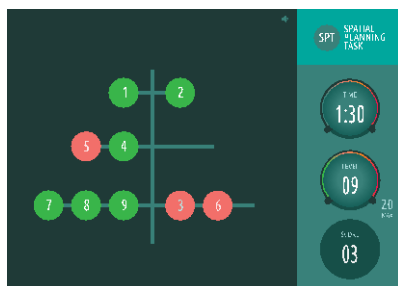 SPT
SPATIAL
PLANNING
TASK
1 2
TIME
1:30
5 4
LEVEL
09
20
7 8 9 3 6
03